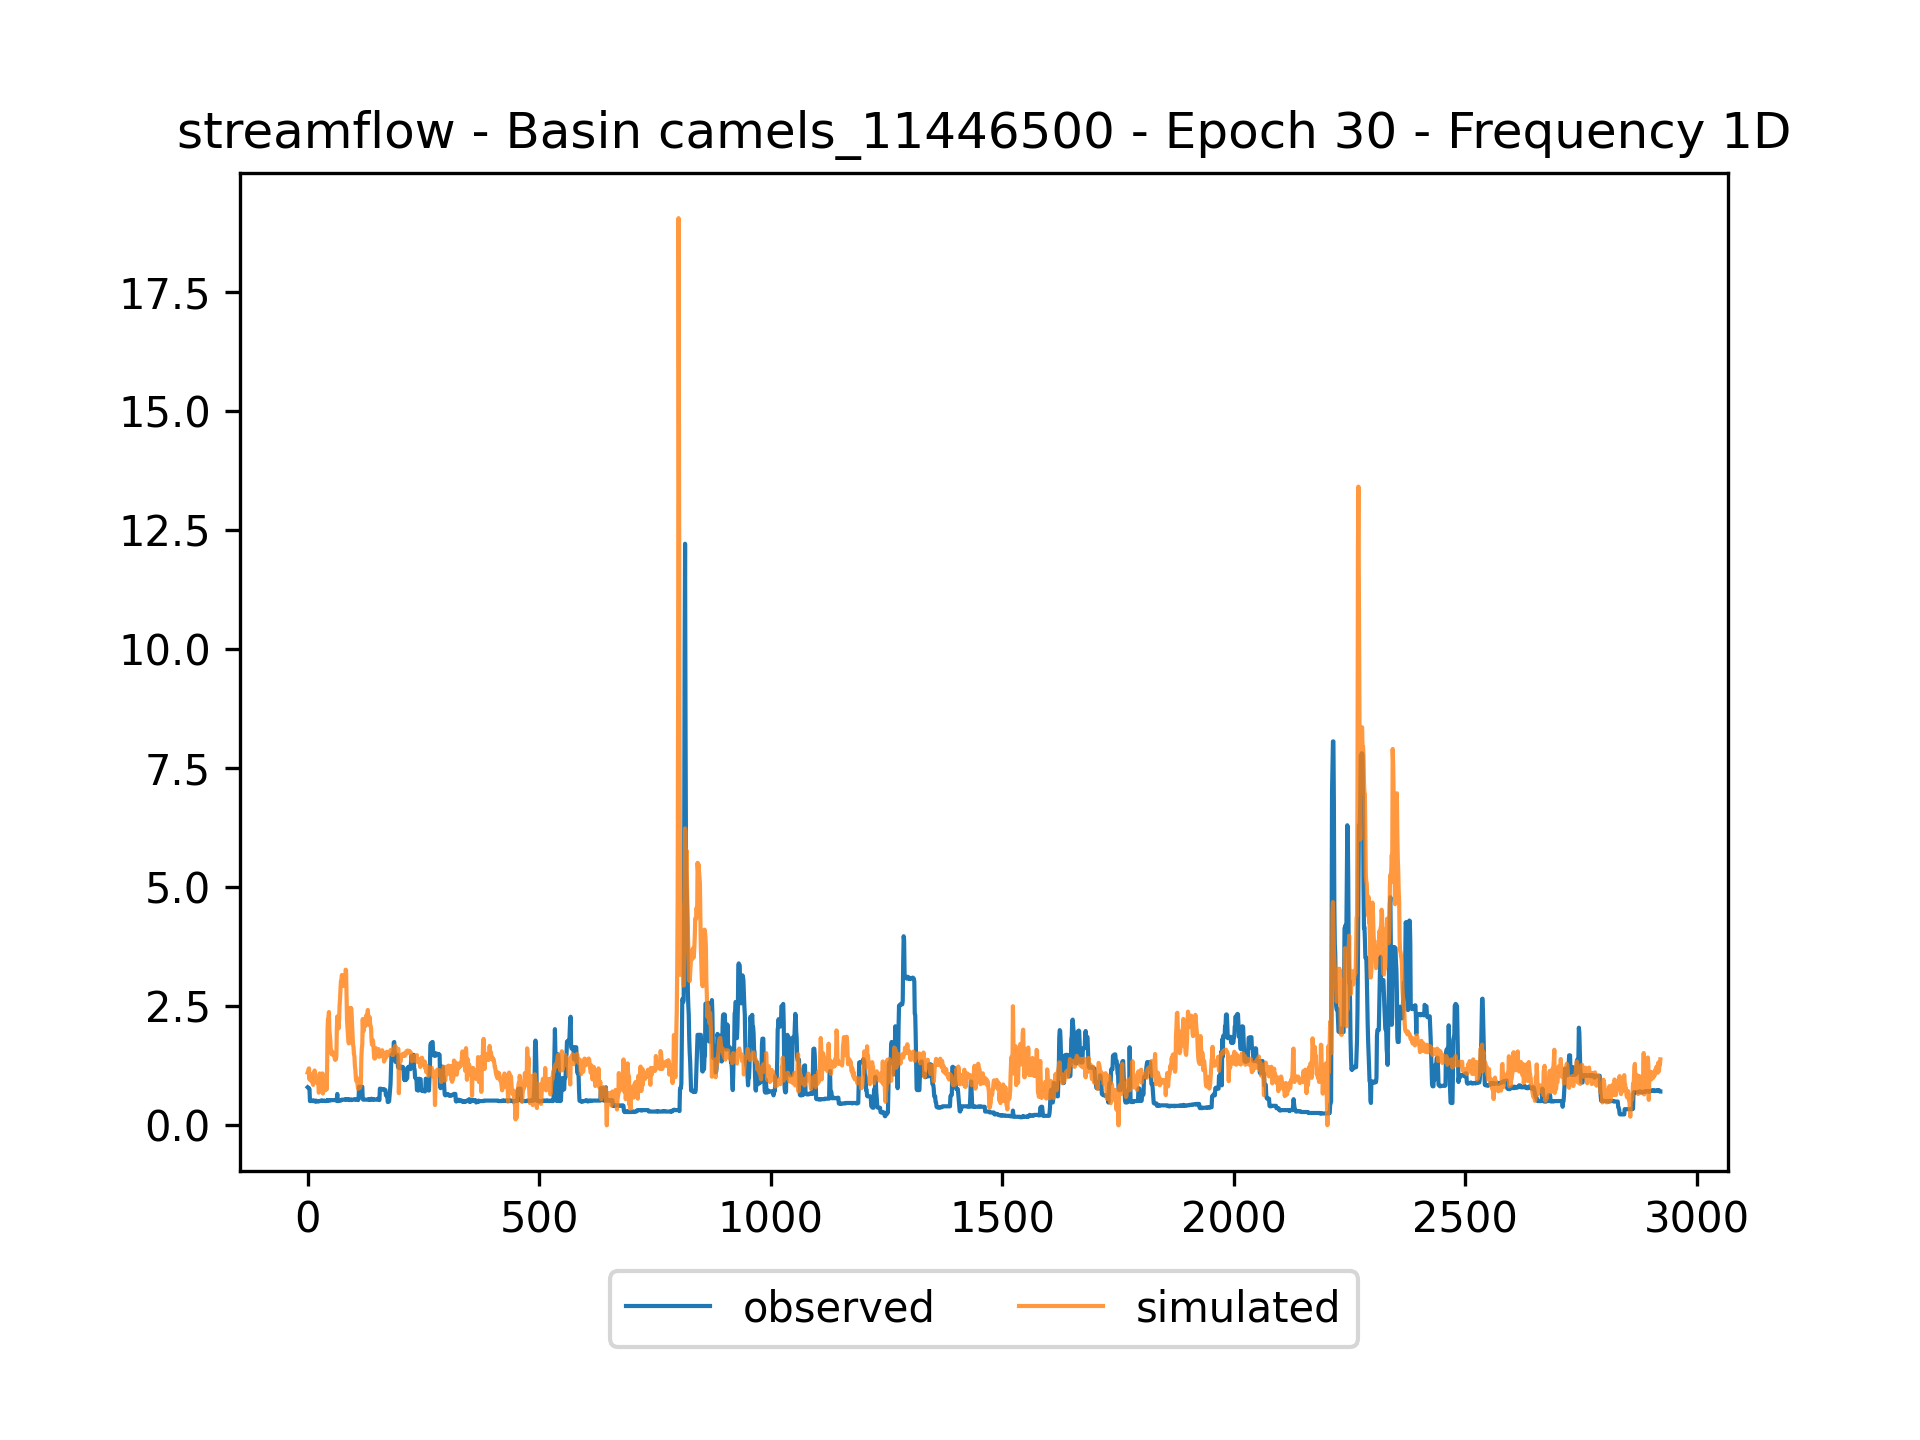 streamflow - Basin camels_11446500 - Epoch 30 - Frequency 1D
17.5
15.0
12.5
10.0
7.5
5.0
2.5
0.0
0 500 1000 1500 2000 2500 3000
observed simulated